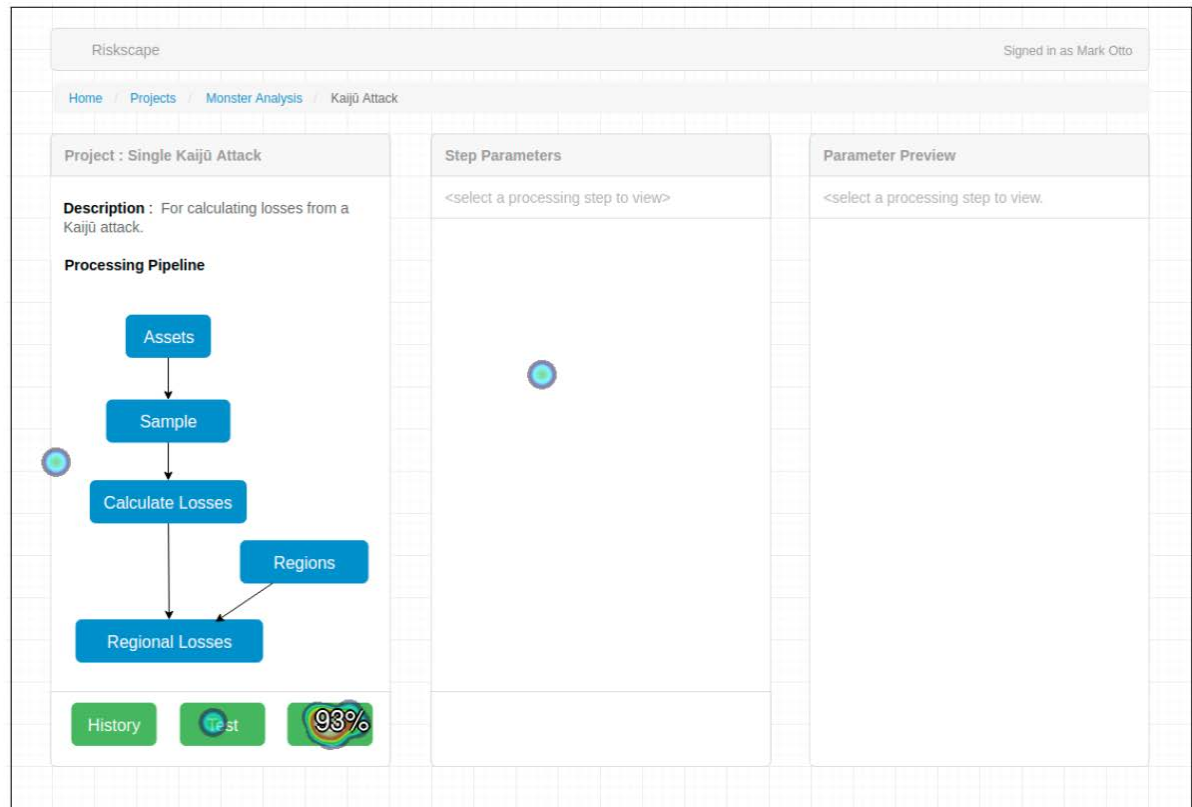 Riskscape
Signed in as Mark Otto
Home / Projects / Monster Analysis / Kaijū Attack
Project : Single Kaijū Attack
Description : For calculating losses from a
Kaijū attack.
Processing Pipeline
Assets
Sample
Calculate Losses
Regions
Regional Losses
History
Test
93%
Step Parameters
<select a processing step to view>
Parameter Preview
<select a processing step to view.